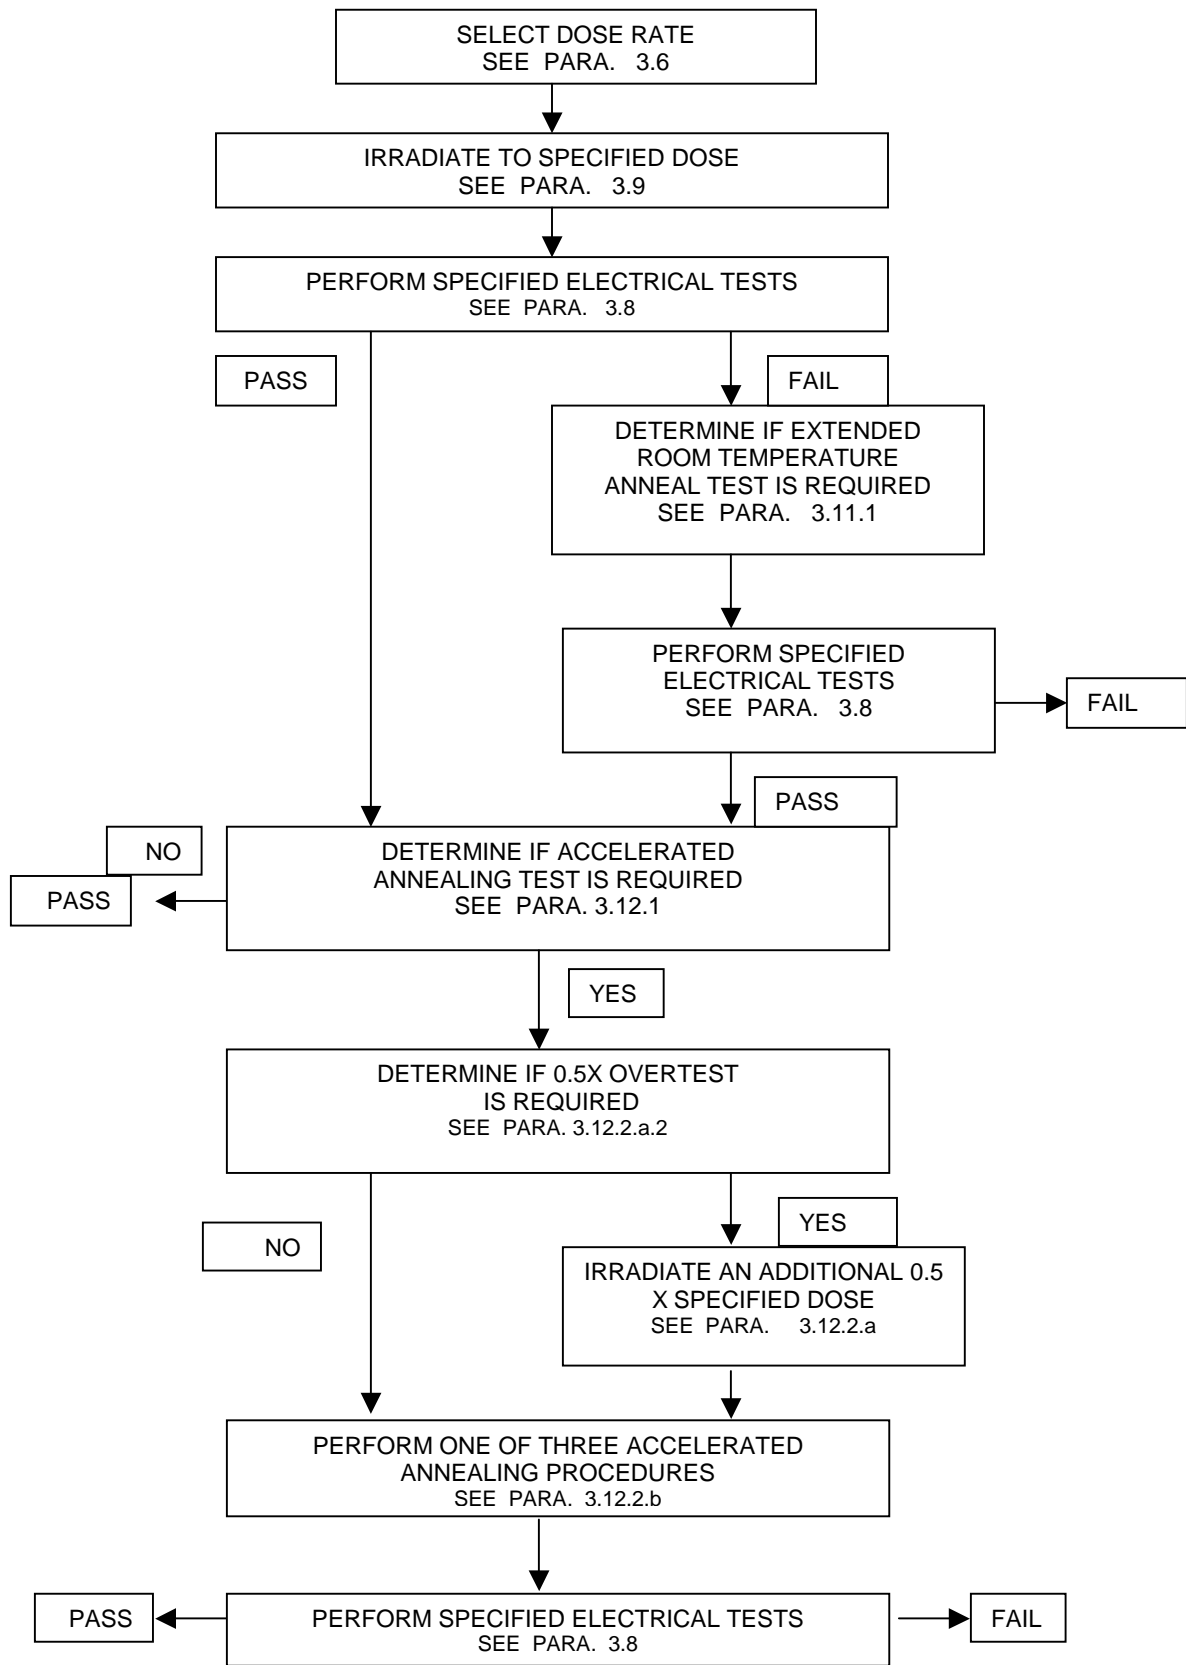 SELECT DOSE RATE
SEE PARA. 3.6
IRRADIATE TO SPECIFIED DOSE
SEE PARA. 3.9
PERFORM SPECIFIED ELECTRICAL TESTS
SEE PARA. 3.8
PASS
FAIL
DETERMINE IF EXTENDED
ROOM TEMPERATURE
ANNEAL TEST IS REQUIRED
SEE PARA. 3.11.1
PERFORM SPECIFIED
ELECTRICAL TESTS
SEE PARA. 3.8
FAIL
PASS
NO
PASS
DETERMINE IF ACCELERATED
ANNEALING TEST IS REQUIRED
SEE PARA. 3.12.1
YES
DETERMINE IF 0.5X OVERTEST
IS REQUIRED
SEE PARA. 3.12.2.a.2
NO
YES
IRRADIATE AN ADDITIONAL 0.5
X SPECIFIED DOSE
SEE PARA. 3.12.2.a
PERFORM ONE OF THREE ACCELERATED
ANNEALING PROCEDURES
SEE PARA. 3.12.2.b
PASS
PERFORM SPECIFIED ELECTRICAL TESTS
SEE PARA. 3.8
FAIL